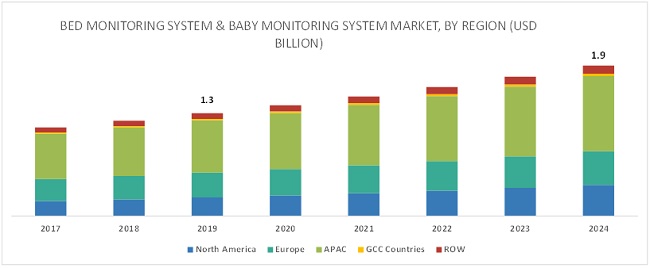 BED MONITORING SYSTEM & BABY MONITORING SYSTEM MARKET, BY REGION (USD
BILLION)
1.3
1.9
2017 2018 2019 2020 2021 2022 2023 2024
North America Europe APAC GCC Countries ROW